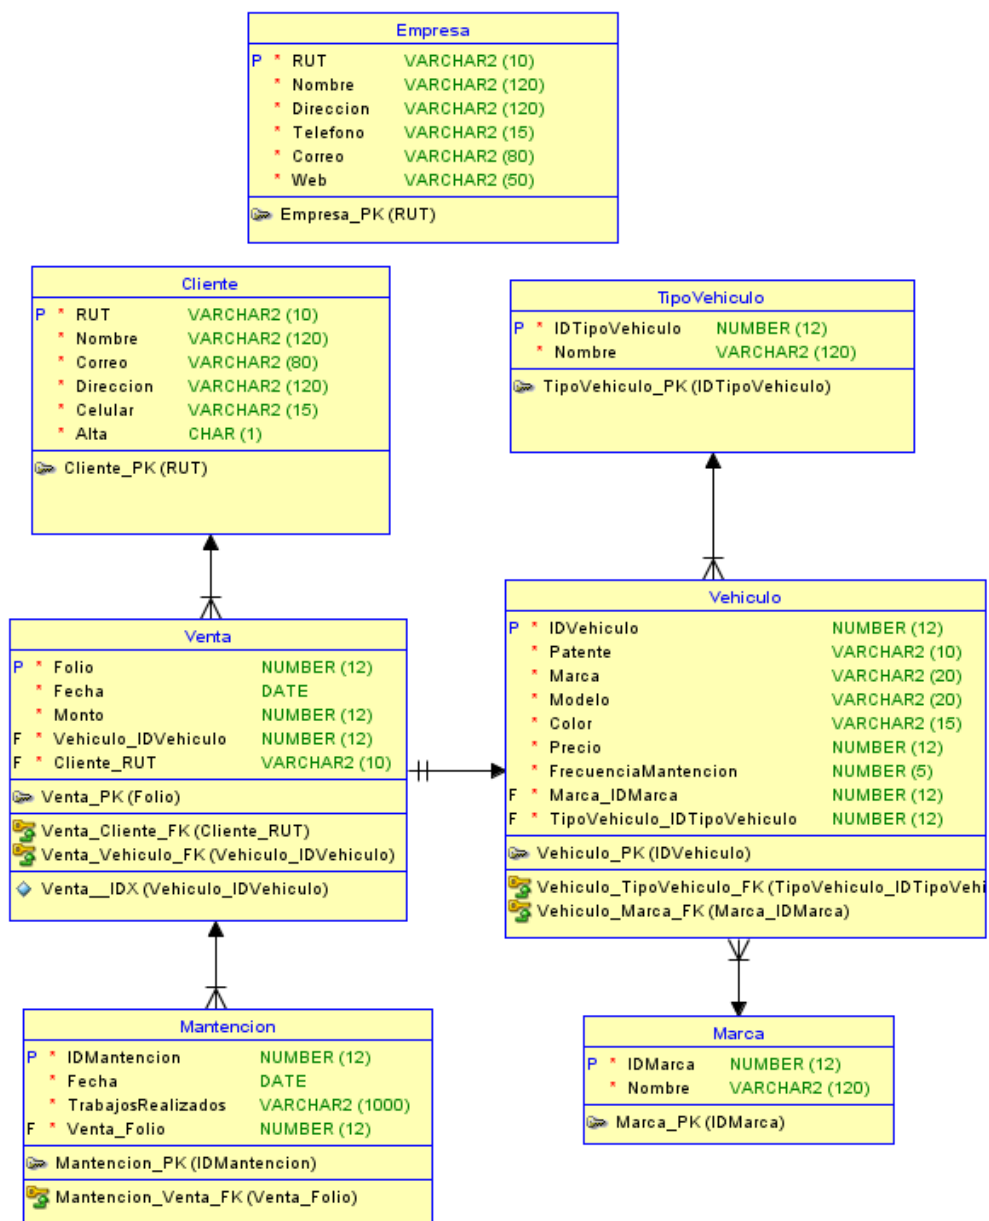 Empresa
P * RUT VARCHAR2 (10)
* Nombre VARCHAR2 (120)
* Direccion VARCHAR2 (120)
* Telefono VARCHAR2 (15)
* Correo VARCHAR2 (80)
* Web VARCHAR2 (50)
Empresa_PK (RUT)
Cliente
P * RUT VARCHAR2 (10)
* Nombre VARCHAR2 (120)
* Correo VARCHAR2 (80)
* Direccion VARCHAR2 (120)
* Celular VARCHAR2 (15)
* Alta CHAR (1)
Cliente_PK (RUT)
TipoVehiculo
P * IDTipoVehiculo NUMBER (12)
* Nombre VARCHAR2 (120)
TipoVehiculo_PK (IDTipoVehiculo)
Venta
P * Folio NUMBER (12)
* Fecha DATE
* Monto NUMBER (12)
F * Vehiculo_IDVehiculo NUMBER (12)
F * Cliente_RUT VARCHAR2 (10)
Venta_PK (Folio)
Venta_Cliente_FK (Cliente_RUT)
Venta_Vehiculo_FK (Vehiculo_IDVehiculo)
Venta__IDX (Vehiculo_IDVehiculo)
Vehiculo
P * IDVehiculo NUMBER (12)
* Patente VARCHAR2 (10)
* Marca VARCHAR2 (20)
* Modelo VARCHAR2 (20)
* Color VARCHAR2 (15)
* Precio NUMBER (12)
* FrecuenciaMantencion NUMBER (5)
F * Marca_IDMarca NUMBER (12)
F * TipoVehiculo_IDTipoVehiculo NUMBER (12)
Vehiculo_PK (IDVehiculo)
Vehiculo_TipoVehiculo_FK (TipoVehiculo_IDTipoVehi
Vehiculo_Marca_FK (Marca_IDMarca)
Mantencion
P * IDMantencion NUMBER (12)
* Fecha DATE
* TrabajosRealizados VARCHAR2 (1000)
F * Venta_Folio NUMBER (12)
Mantencion_PK (IDMantencion)
Mantencion_Venta_FK (Venta_Folio)
Marca
P * IDMarca NUMBER (12)
* Nombre VARCHAR2 (120)
Marca_PK (IDMarca)